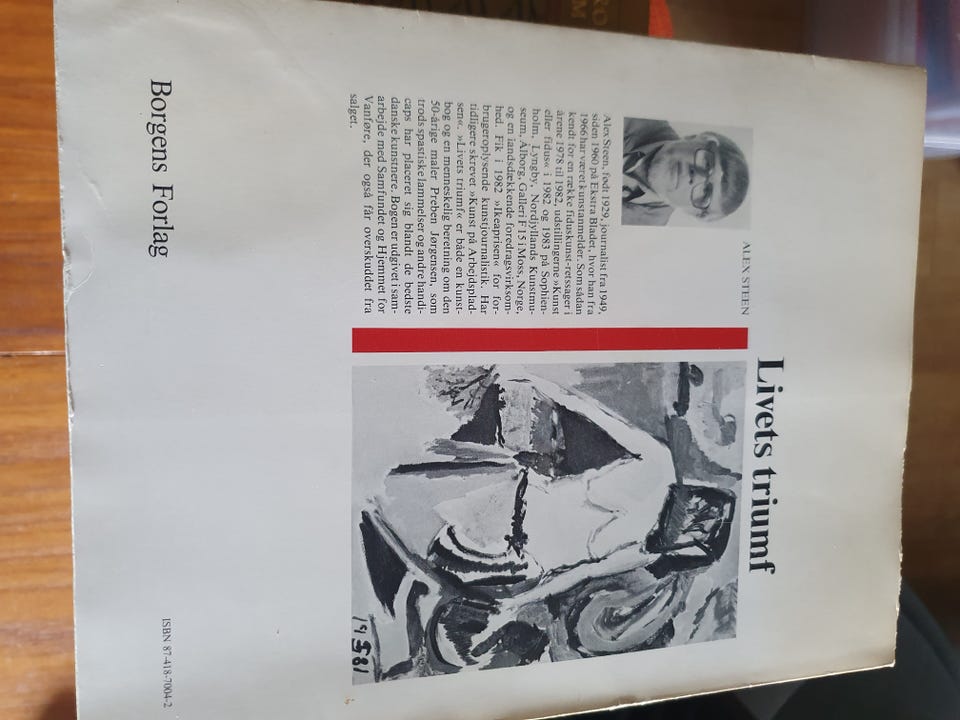 ALEX STEEN
Livets triumf
Alex Steen, født 1929, journalist fra 1949,
siden 1960 på Ekstra Bladet, hvor han fra
1966 har været kunstanmelder. Som sådan
kendt for en række fiduskunst-retssager i
årene 1978 til 1982, udstillingerne »Kunst
eller fidus« i 1982 og 1983 på Sophien-
holm, Lyngby, Nordjyllands Kunstmu-
seum, Ålborg, Galleri F15 i Moss, Norge,
og en landsdækkende foredragsvirksom-
hed. Fik i 1982 »Ikeaprisen« for for-
brugeroplysende kunstjournalistik. Har
tidligere skrevet »Kunst på Arbejdsplad-
sen«. »Livets triumf« er både en kunst-
bog og en menneskelig beretning om den
50-årige maler Preben Jørgensen, som
trods spastiske lammelser og andre handi-
caps har placeret sig blandt de bedste
danske kunstnere. Bogen er udgivet i sam-
arbejde med Samfundet og Hjemmet for
Vanføre, der også får overskuddet fra
salget.
Borgens Forlag
ISBN 87-418-7004-2